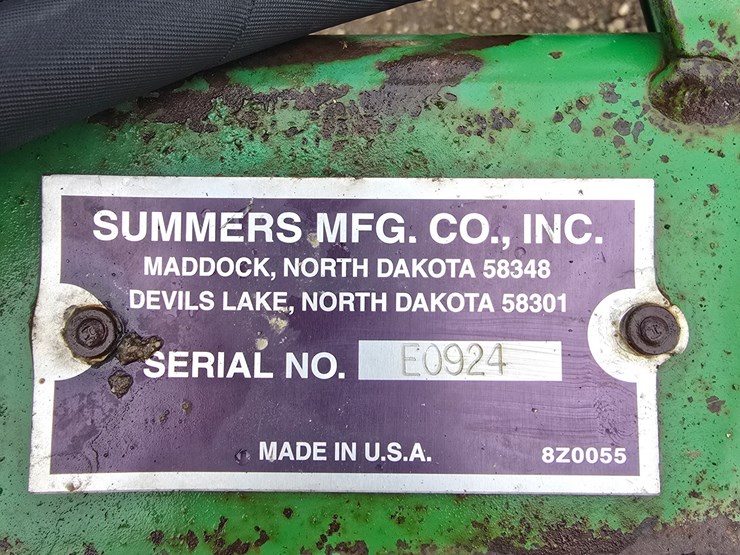 SUMMERS MFG. CO., INC.
MADDOCK, NORTH DAKOTA 58348
DEVILS LAKE, NORTH DAKOTA 58301
SERIAL NO. E0924
MADE IN U.S.A. 8Z0055